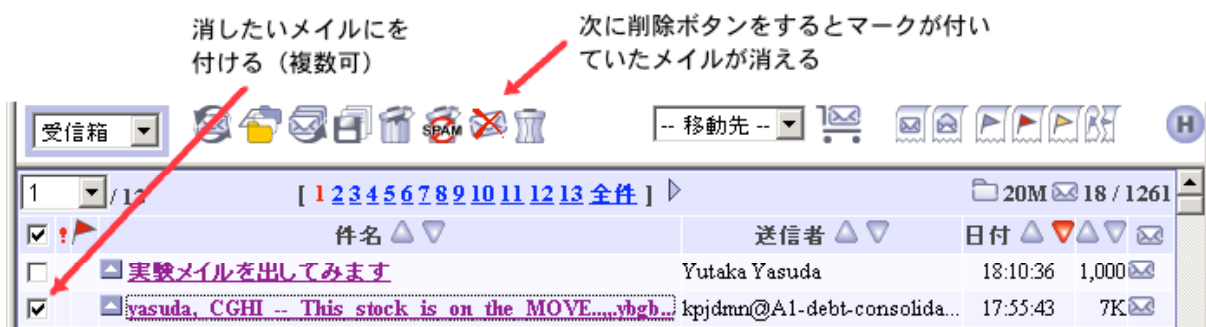 消したいメイルにを
付ける（複数可）
次に削除ボタンをするとマークが付い
ていたメイルが消える
受信箱
SPAM
-- 移動先 --
H
1 / 13 [ 1 2 3 4 5 6 7 8 9 10 11 12 13 全件 ] 20M 18 / 1261
! 件名 送信者 日付
実験メイルを出してみます Yutaka Yasuda 18:10:36 1,000
yasuda, CGHI -- This stock is on the MOVE.....ybgb... kpjdmn@A1-debt-consolida... 17:55:43 7K